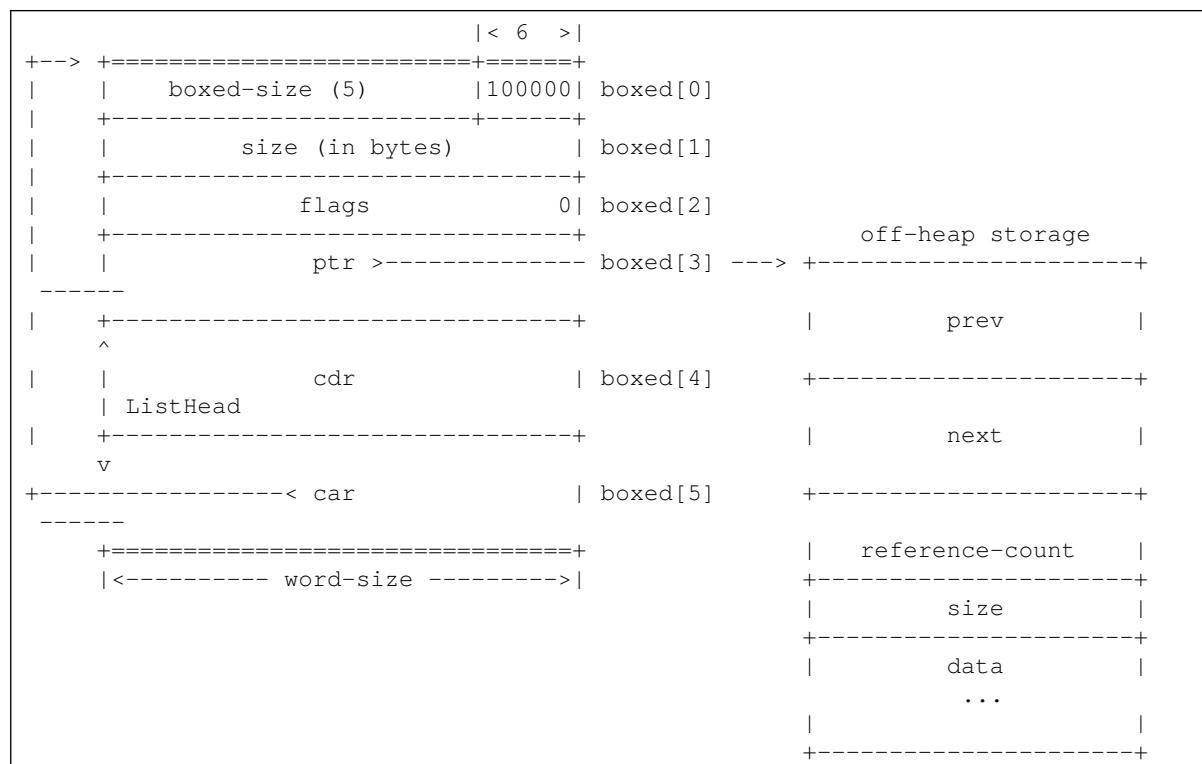 |< 6  >|
+--> +=========================+======+
|    |    boxed-size (5)       |100000| boxed[0]
|    +-------------------------+------+
|    |         size (in bytes)        | boxed[1]
|    +--------------------------------+
|    |             flags             0| boxed[2]
|    +--------------------------------+                   off-heap storage
|    |              ptr >-------------- boxed[3] ---> +----------------------+
 ------
|    +--------------------------------+               |         prev         |
     ^
|    |              cdr               | boxed[4]      +----------------------+
     | ListHead
|    +--------------------------------+               |         next         |
     v
+-----------------< car               | boxed[5]      +----------------------+
 ------
     +================================+               |   reference-count    |
     |<---------- word-size --------->|               +----------------------+
                                                      |         size         |
                                                      +----------------------+
                                                      |         data         |
                                                                 ...
                                                      |                      |
                                                      +----------------------+